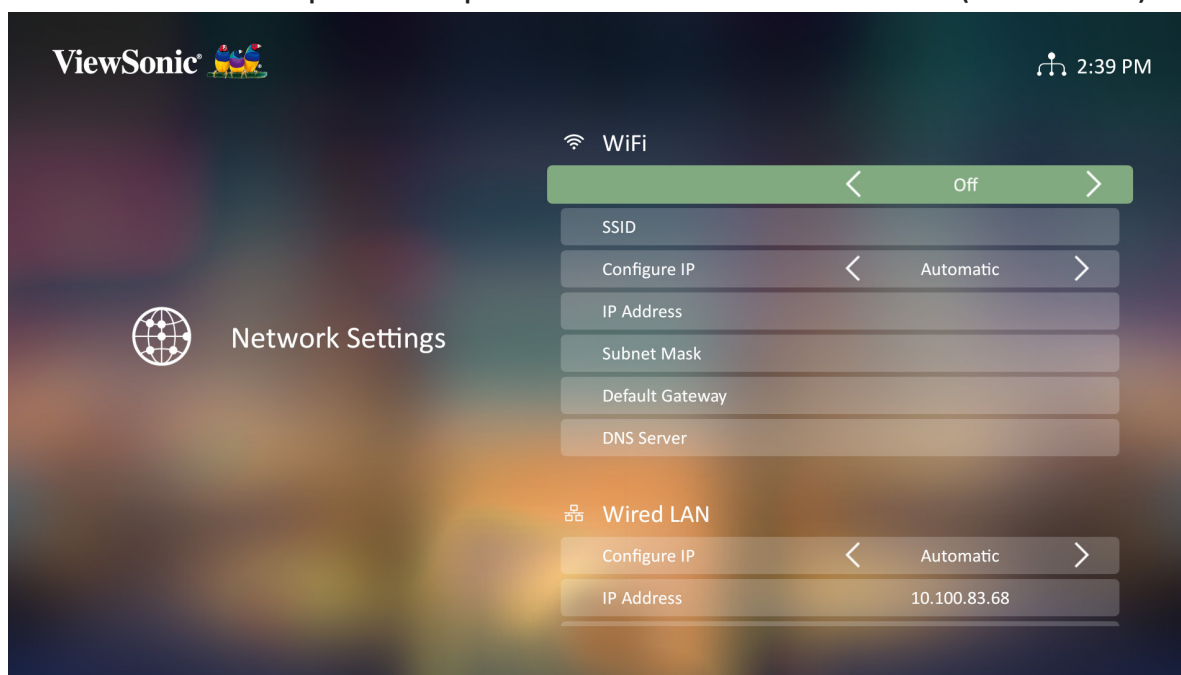 ViewSonic®
2:39 PM
WiFi
Off
SSID
Configure IP Automatic
IP Address
Subnet Mask
Default Gateway
DNS Server
Network Settings
Wired LAN
Configure IP Automatic
IP Address 10.100.83.68